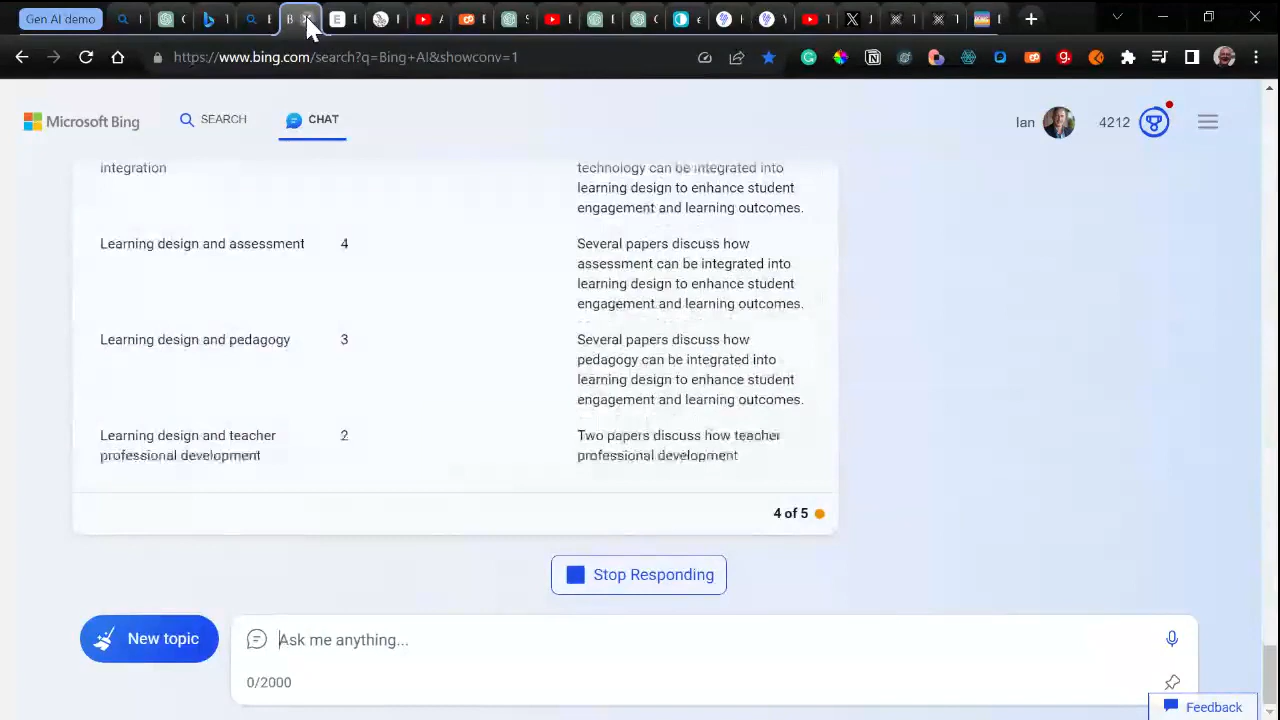 Gen AI demo
https://www.bing.com/search?q=Bing+AI&showconv=1
Microsoft Bing
SEARCH
CHAT
Ian
4212
integration
technology can be integrated into
learning design to enhance student
engagement and learning outcomes.
Learning design and assessment
4
Several papers discuss how
assessment can be integrated into
learning design to enhance student
engagement and learning outcomes.
Learning design and pedagogy
3
Several papers discuss how
pedagogy can be integrated into
learning design to enhance student
engagement and learning outcomes.
Learning design and teacher
professional development
2
Two papers discuss how teacher
professional development
4 of 5
Stop Responding
New topic
Ask me anything...
0/2000
Feedback